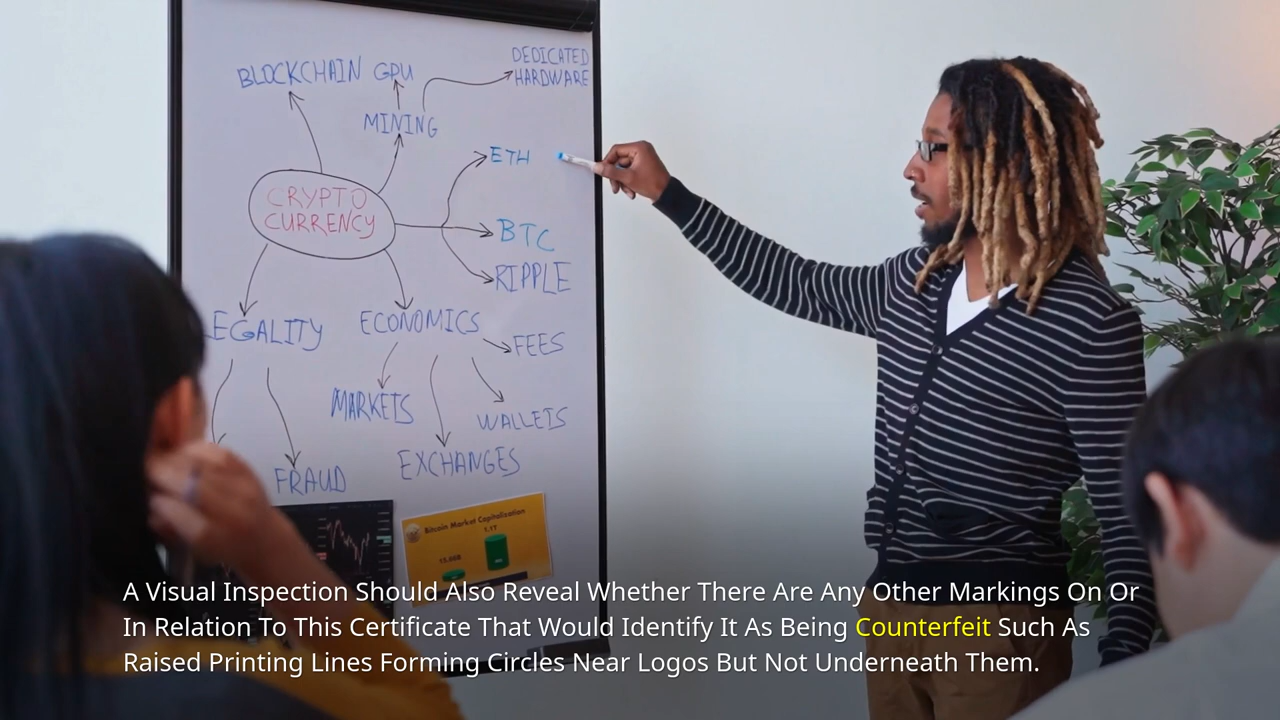 DEDICATED
HARDWARE
BLOCKCHAIN GPU
MINING
ETH
CRYPTO
CURRENCY
BTC
RIPPLE
EGALITY
ECONOMICS
FEES
MARKETS
WALLETS
EXCHANGES
FRAUD
Bitcoin Market Capitalization
1.1T
A Visual Inspection Should Also Reveal Whether There Are Any Other Markings On Or
In Relation To This Certificate That Would Identify It As Being Counterfeit Such As
Raised Printing Lines Forming Circles Near Logos But Not Underneath Them.